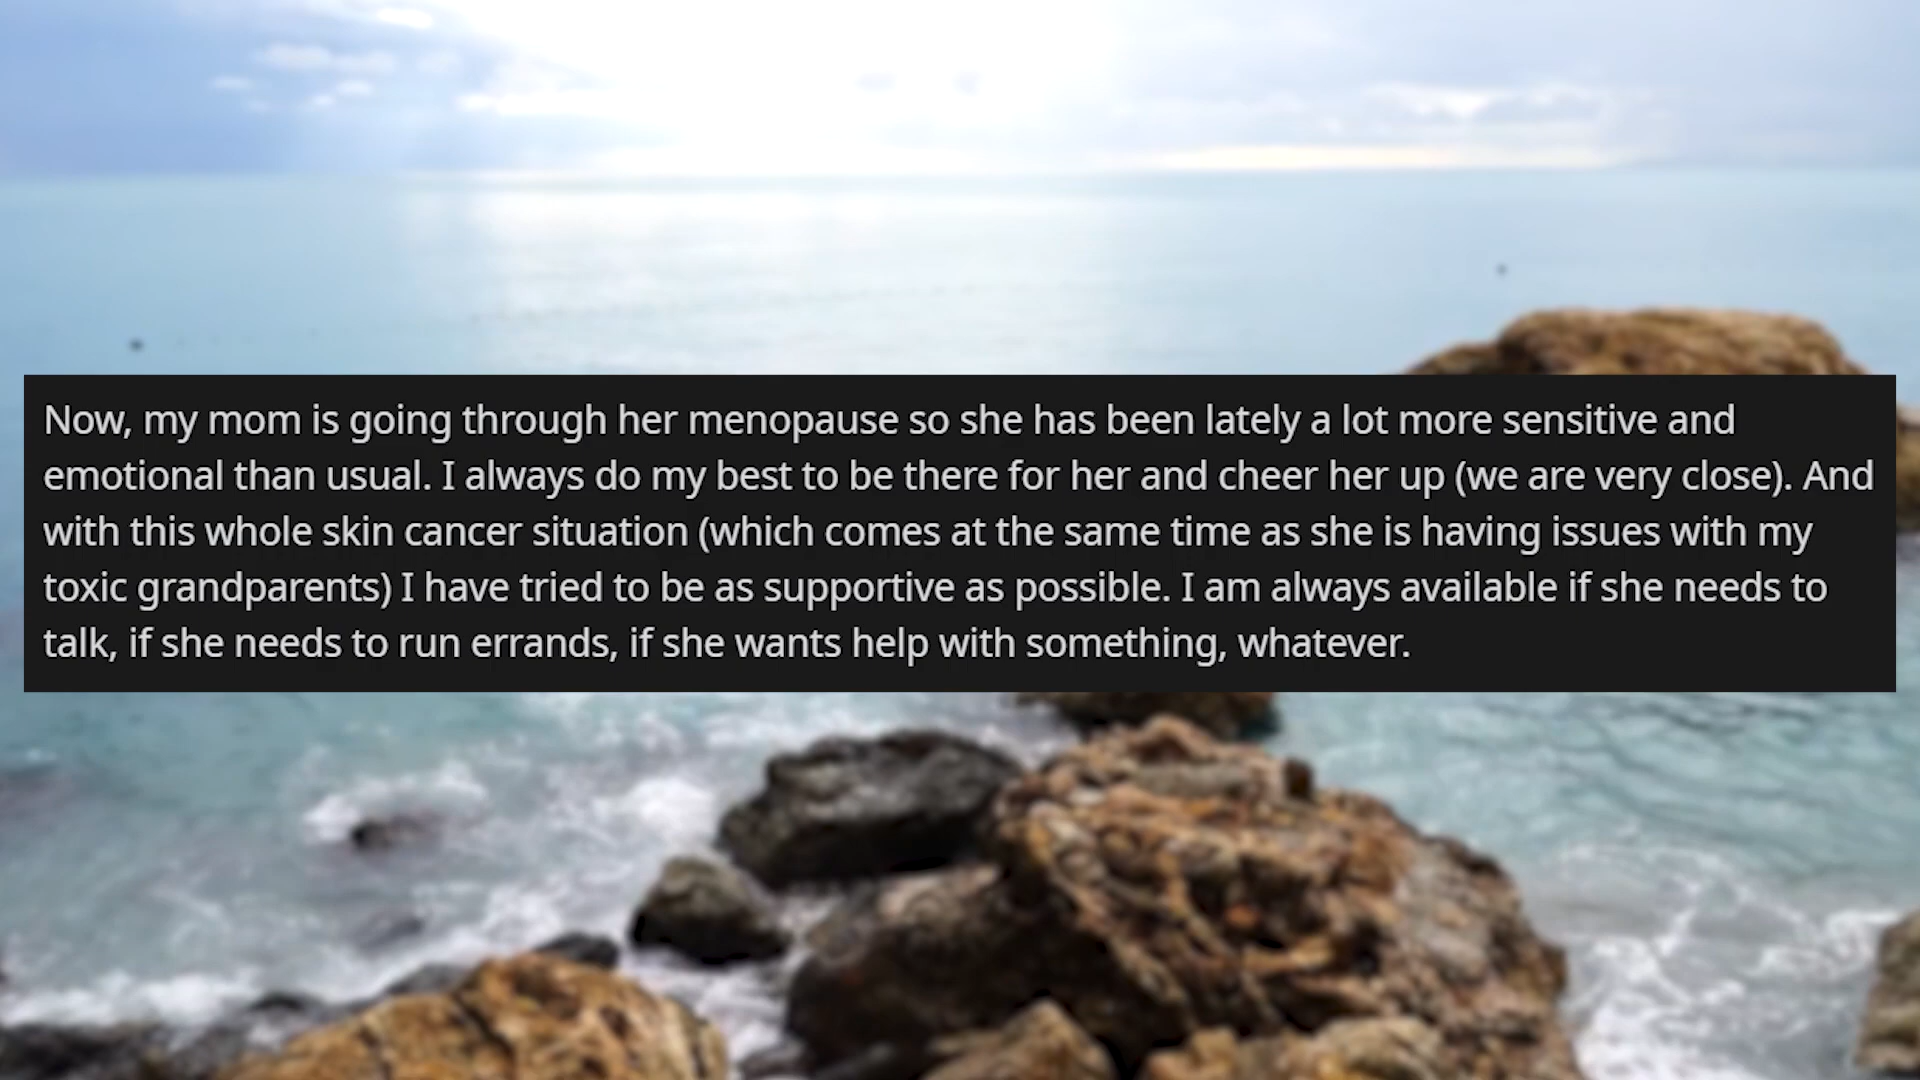 Now, my mom is going through her menopause so she has been lately a lot more sensitive and
emotional than usual. I always do my best to be there for her and cheer her up (we are very close). And
with this whole skin cancer situation (which comes at the same time as she is having issues with my
toxic grandparents) I have tried to be as supportive as possible. I am always available if she needs to
talk, if she needs to run errands, if she wants help with something, whatever.